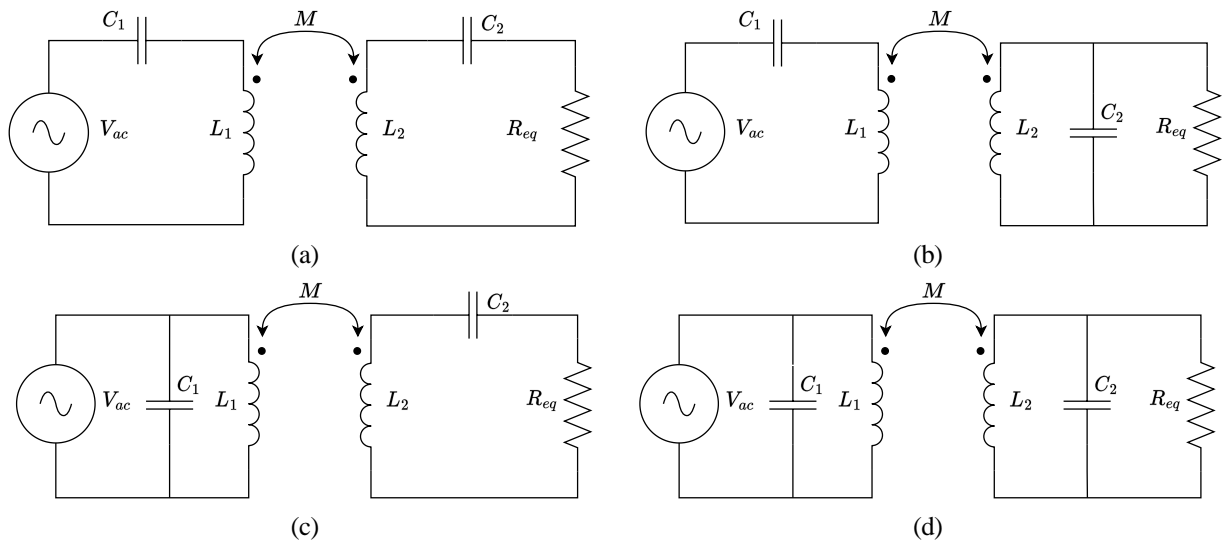 C1 M C2
Vac L1 L2 Req
(a)
C1 M
Vac L1 L2 C2 Req
(b)
M C2
Vac C1 L1 L2 Req
(c)
M
Vac C1 L1 L2 C2 Req
(d)